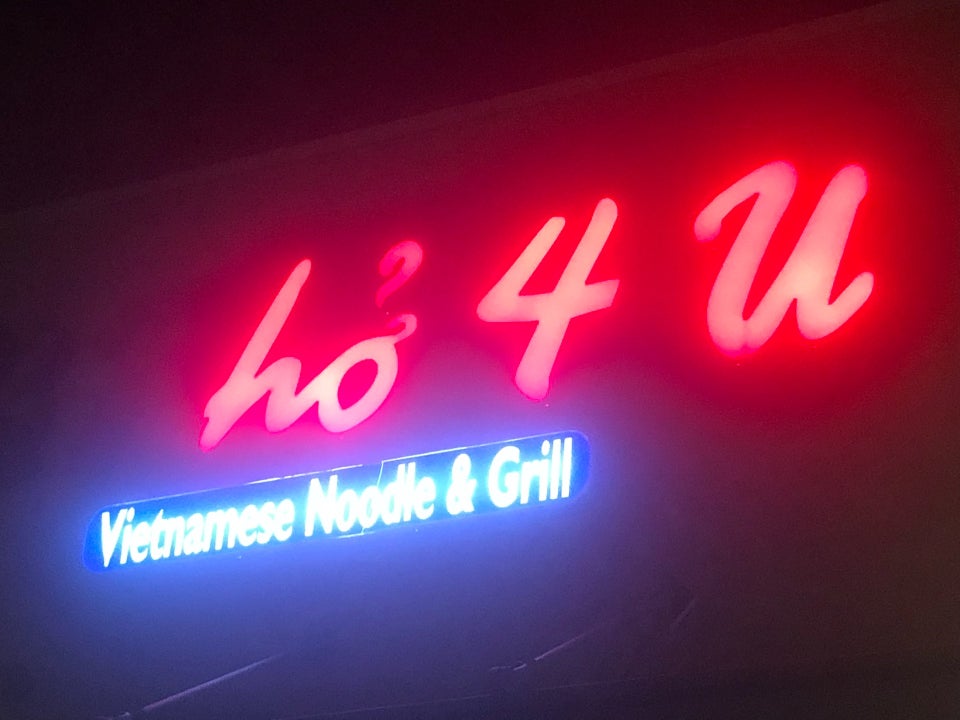 hở 4 U
Vietnamese Noodle & Grill